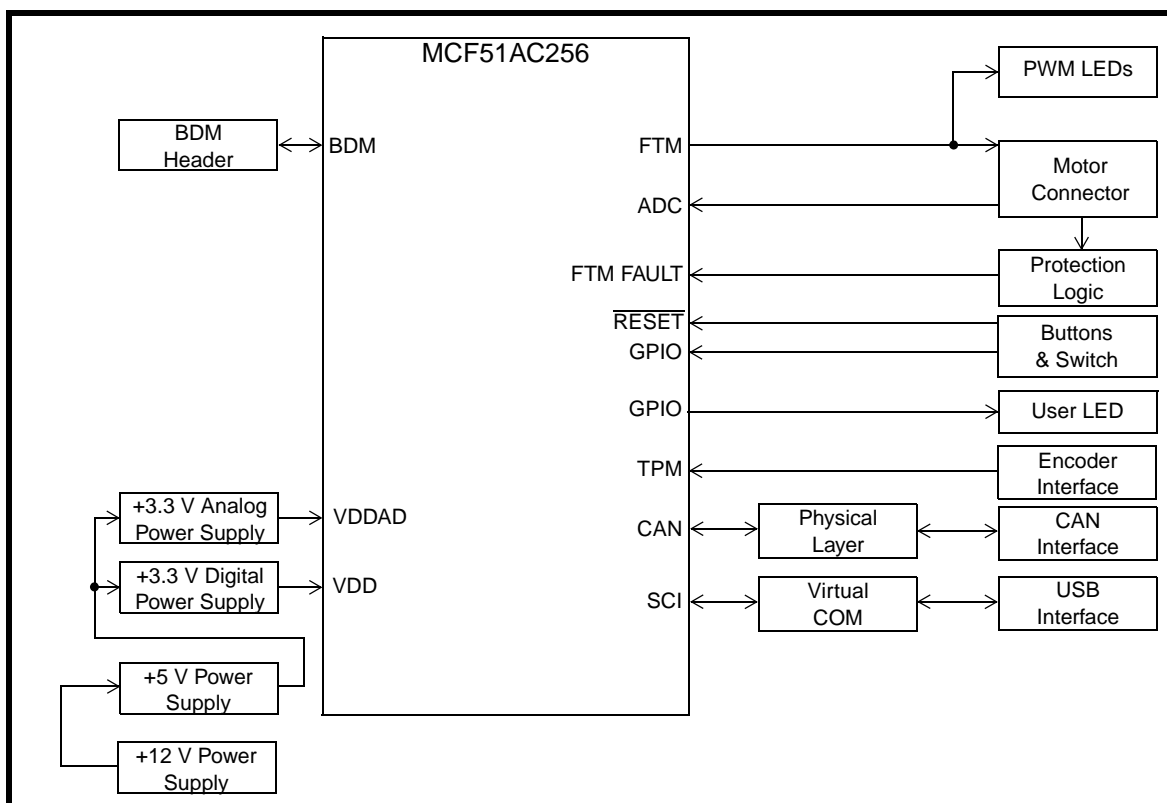 MCF51AC256
PWM LEDs
BDM
Header
BDM
FTM
Motor
Connector
ADC
FTM FAULT
Protection
Logic
RESET
GPIO
Buttons
& Switch
GPIO
User LED
TPM
Encoder
Interface
+3.3 V Analog
Power Supply
VDDAD
CAN
Physical
Layer
CAN
Interface
+3.3 V Digital
Power Supply
VDD
SCI
Virtual
COM
USB
Interface
+5 V Power
Supply
+12 V Power
Supply